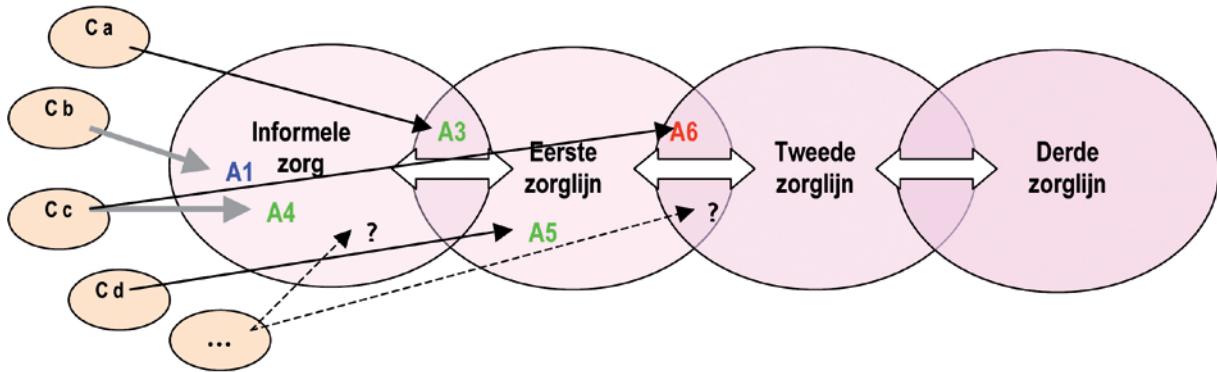 C a
C b
C c
C d
...
Informele
zorg
A1
A4
?
A3
Eerste
zorglijn
A5
A6
?
Tweede
zorglijn
Derde
zorglijn